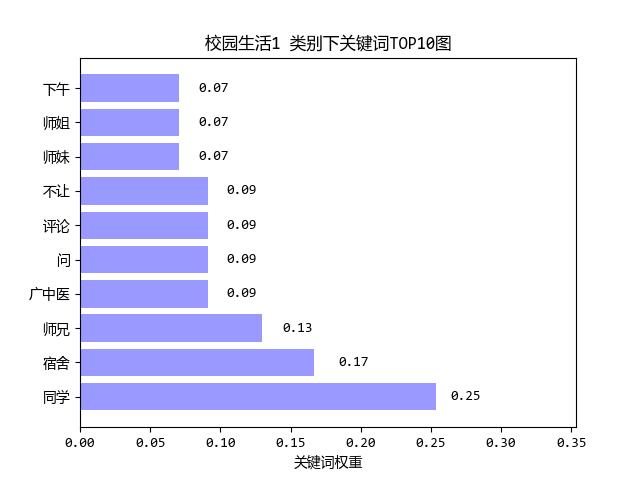 校园生活1 类别下关键词TOP10图
下午 0.07
师姐 0.07
师妹 0.07
不让 0.09
评论 0.09
问 0.09
广中医 0.09
师兄 0.13
宿舍 0.17
同学 0.25
0.00 0.05 0.10 0.15 0.20 0.25 0.30 0.35
关键词权重